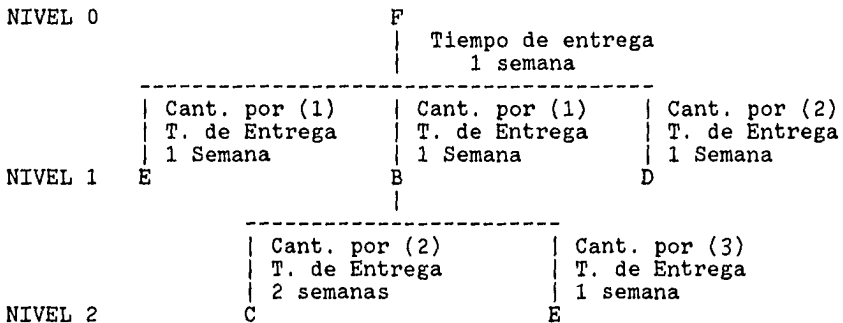 NIVEL 0 F
Tiempo de entrega
1 semana
Cant. por (1) Cant. por (1) Cant. por (2)
T. de Entrega T. de Entrega T. de Entrega
1 Semana 1 Semana 1 Semana
NIVEL 1 E B D
Cant. por (2) Cant. por (3)
T. de Entrega T. de Entrega
2 semanas 1 semana
NIVEL 2 C E